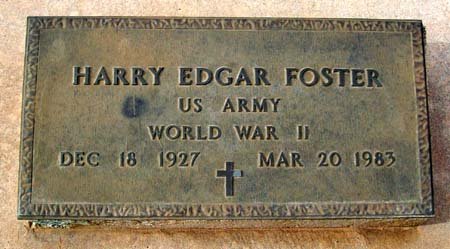 HARRY EDGAR FOSTER
US ARMY
WORLD WAR II
DEC 18 1927 MAR 20 1983